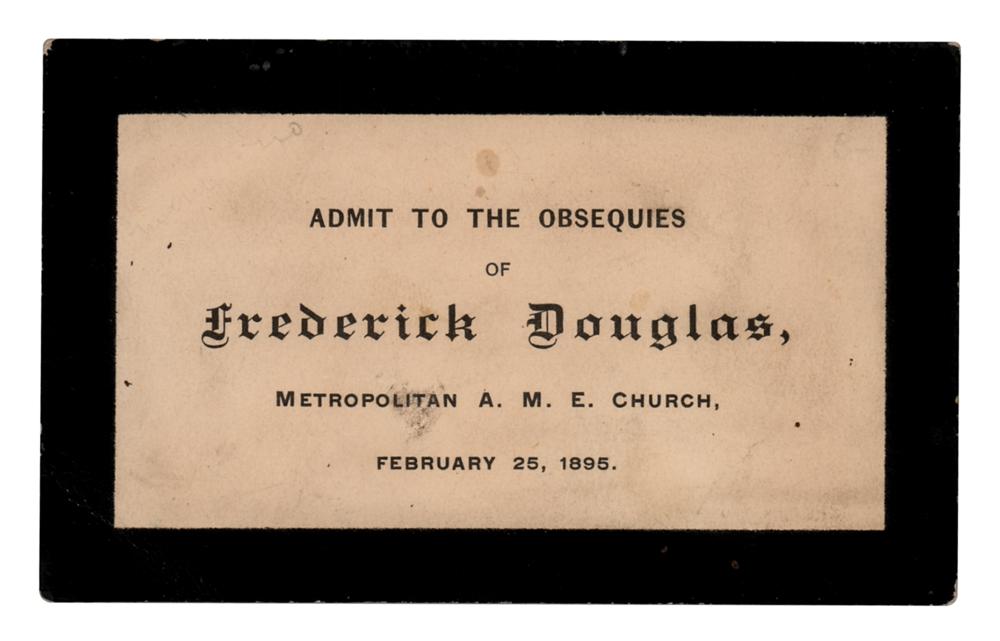 ADMIT TO THE OBSEQUIES
OF
Frederick Douglas,
METROPOLITAN A. M. E. CHURCH,
FEBRUARY 25, 1895.